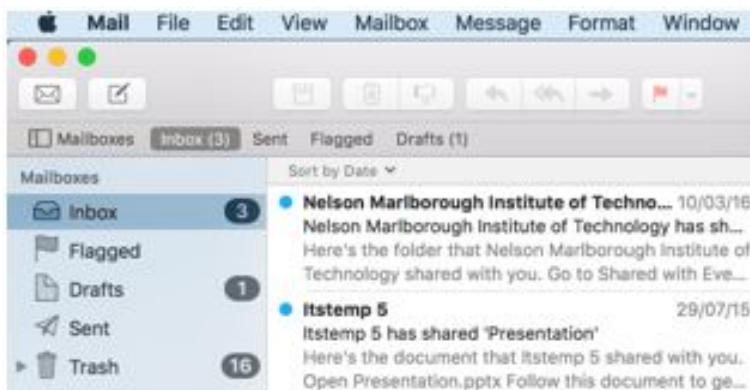 Mail File Edit View Mailbox Message Format Window
Mailboxes Inbox (3) Sent Flagged Drafts (1)
Mailboxes
Inbox 3
Flagged
Drafts 1
Sent
Trash 16
Sort by Date
Nelson Marlborough Institute of Techno... 10/03/16
Nelson Marlborough Institute of Technology has sh...
Here's the folder that Nelson Marlborough Institute of
Technology shared with you. Go to Shared with Eve...
Itstemp 5 29/07/15
Itstemp 5 has shared 'Presentation'
Here's the document that Itstemp 5 shared with you.
Open Presentation.pptx Follow this document to ge...